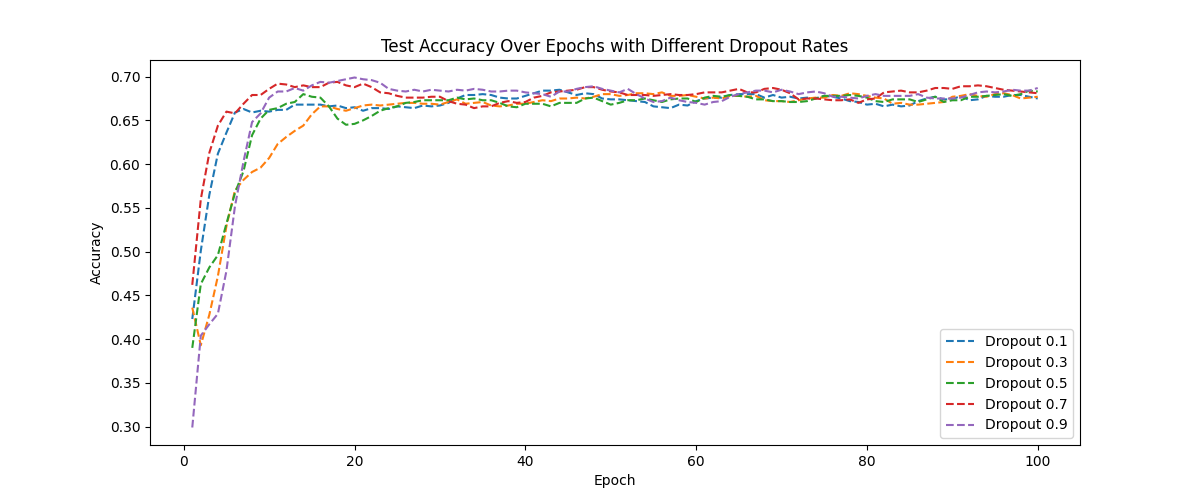 Test Accuracy Over Epochs with Different Dropout Rates
Accuracy
0.70
0.65
0.60
0.55
0.50
0.45
0.40
0.35
0.30
Dropout 0.1
Dropout 0.3
Dropout 0.5
Dropout 0.7
Dropout 0.9
0 20 40 60 80 100
Epoch